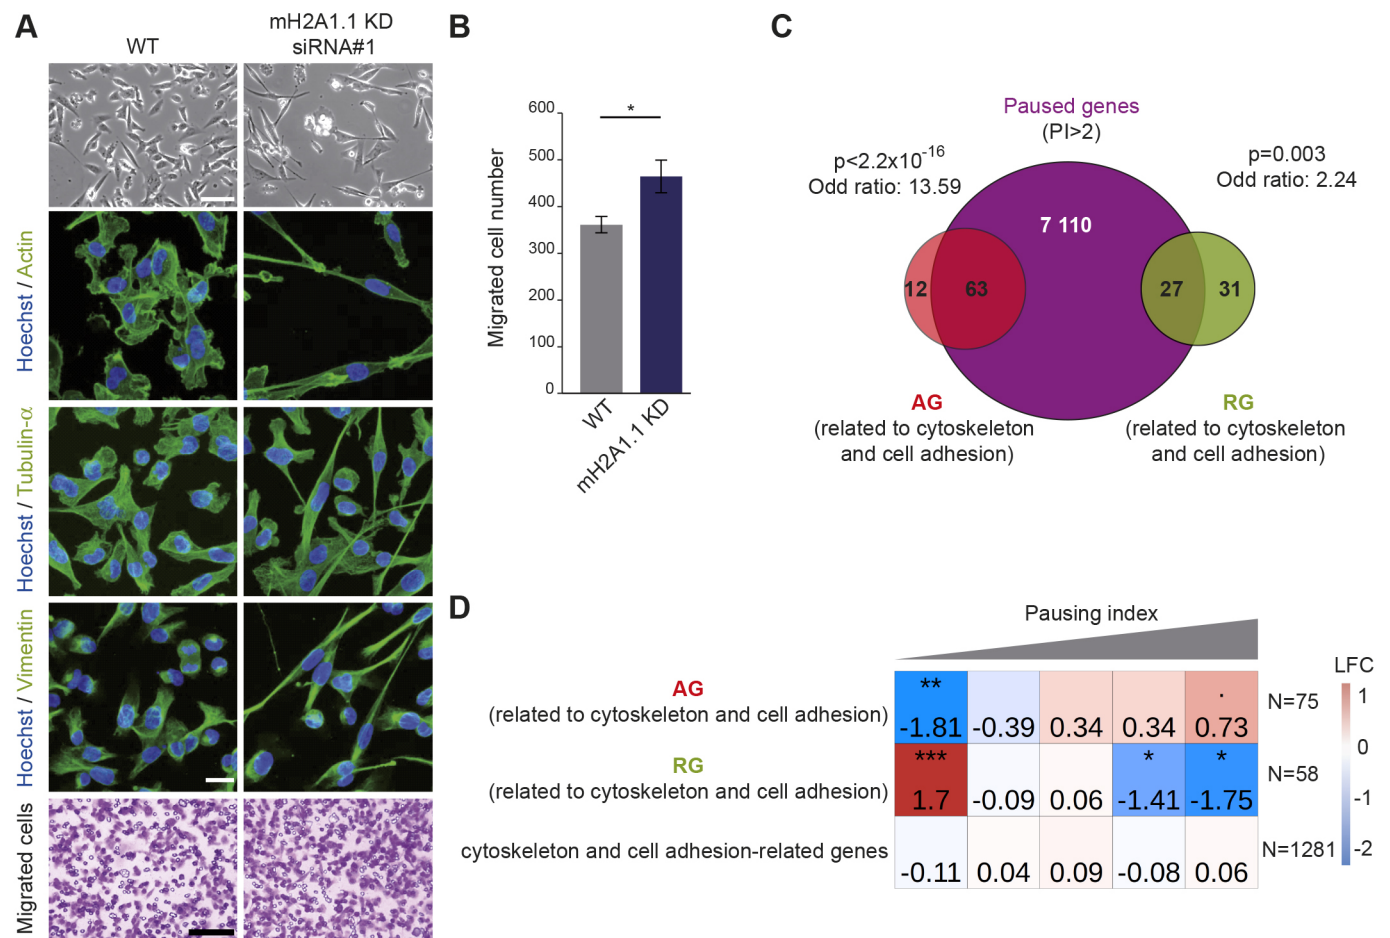 A
WT
mH2A1.1 KD
siRNA#1
Hoechst / Actin
Hoechst / Tubulin-α
Hoechst / Vimentin
Migrated cells
B
Migrated cell number
600
500
400
300
200
100
0
*
WT
mH2A1.1 KD
C
Paused genes
(PI>2)
p<2.2x10⁻¹⁶
Odd ratio: 13.59
p=0.003
Odd ratio: 2.24
7 110
12
63
27
31
AG
(related to cytoskeleton
and cell adhesion)
RG
(related to cytoskeleton
and cell adhesion)
D
Pausing index
AG
(related to cytoskeleton and cell adhesion)
** .
-1.81 -0.39 0.34 0.34 0.73
N=75
RG
(related to cytoskeleton and cell adhesion)
*** * *
1.7 -0.09 0.06 -1.41 -1.75
N=58
cytoskeleton and cell adhesion-related genes
-0.11 0.04 0.09 -0.08 0.06
N=1281
LFC
1
0
-1
-2